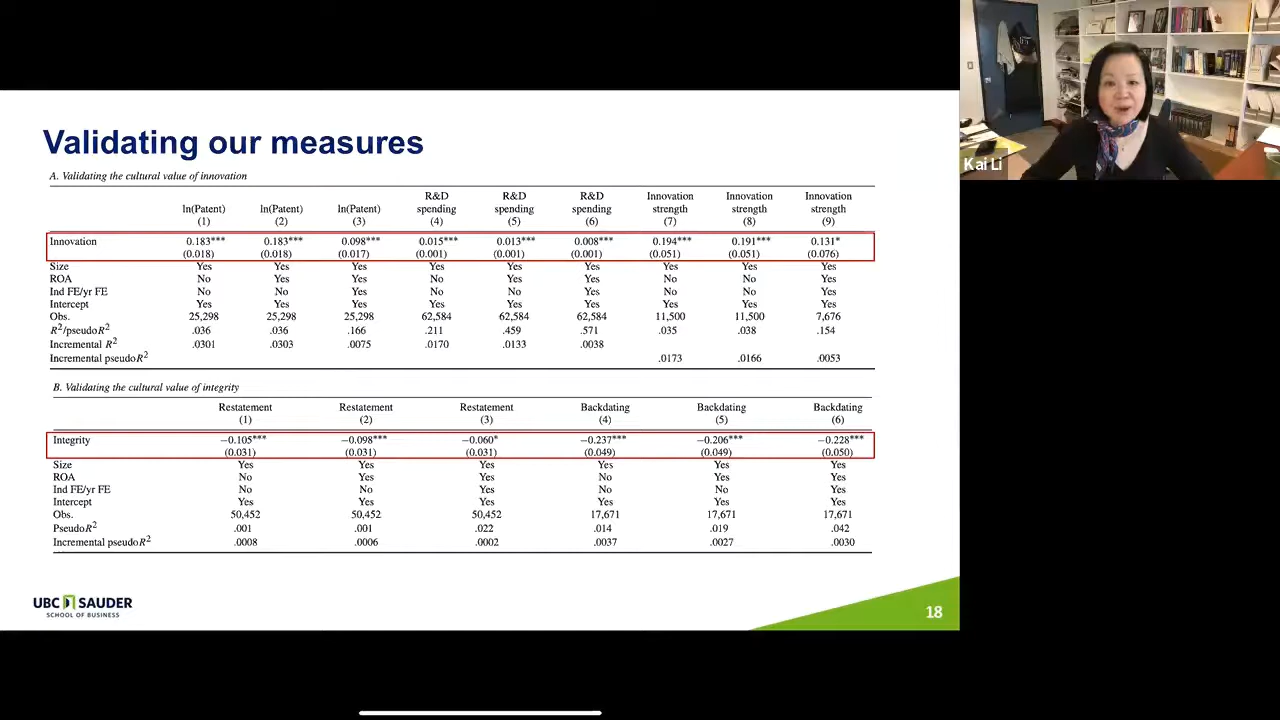 Validating our measures
A. Validating the cultural value of innovation
ln(Patent) (1) ln(Patent) (2) ln(Patent) (3) R&D spending (4) R&D spending (5) R&D spending (6) Innovation strength (7) Innovation strength (8) Innovation strength (9)
Innovation 0.183*** 0.183*** 0.098*** 0.015*** 0.013*** 0.008*** 0.194*** 0.191*** 0.131*
(0.018) (0.018) (0.017) (0.001) (0.001) (0.001) (0.051) (0.051) (0.076)
Size Yes Yes Yes Yes Yes Yes Yes Yes Yes
ROA No Yes Yes No Yes Yes No Yes Yes
Ind FE/yr FE No No Yes No No Yes No No Yes
Intercept Yes Yes Yes Yes Yes Yes Yes Yes Yes
Obs. 25,298 25,298 25,298 62,584 62,584 62,584 11,500 11,500 7,676
R²/pseudoR² .036 .036 .166 .211 .459 .571 .035 .038 .154
Incremental R² .0301 .0303 .0075 .0170 .0133 .0038
Incremental pseudoR² .0173 .0166 .0053
B. Validating the cultural value of integrity
Restatement (1) Restatement (2) Restatement (3) Backdating (4) Backdating (5) Backdating (6)
Integrity −0.105*** −0.098*** −0.060* −0.237*** −0.206*** −0.228***
(0.031) (0.031) (0.031) (0.049) (0.049) (0.050)
Size Yes Yes Yes Yes Yes Yes
ROA No Yes Yes No Yes Yes
Ind FE/yr FE No No Yes No No Yes
Intercept Yes Yes Yes Yes Yes Yes
Obs. 50,452 50,452 50,452 17,671 17,671 17,671
PseudoR² .001 .001 .022 .014 .019 .042
Incremental pseudoR² .0008 .0006 .0002 .0037 .0027 .0030
UBC SAUDER
SCHOOL OF BUSINESS
18
Kai Li